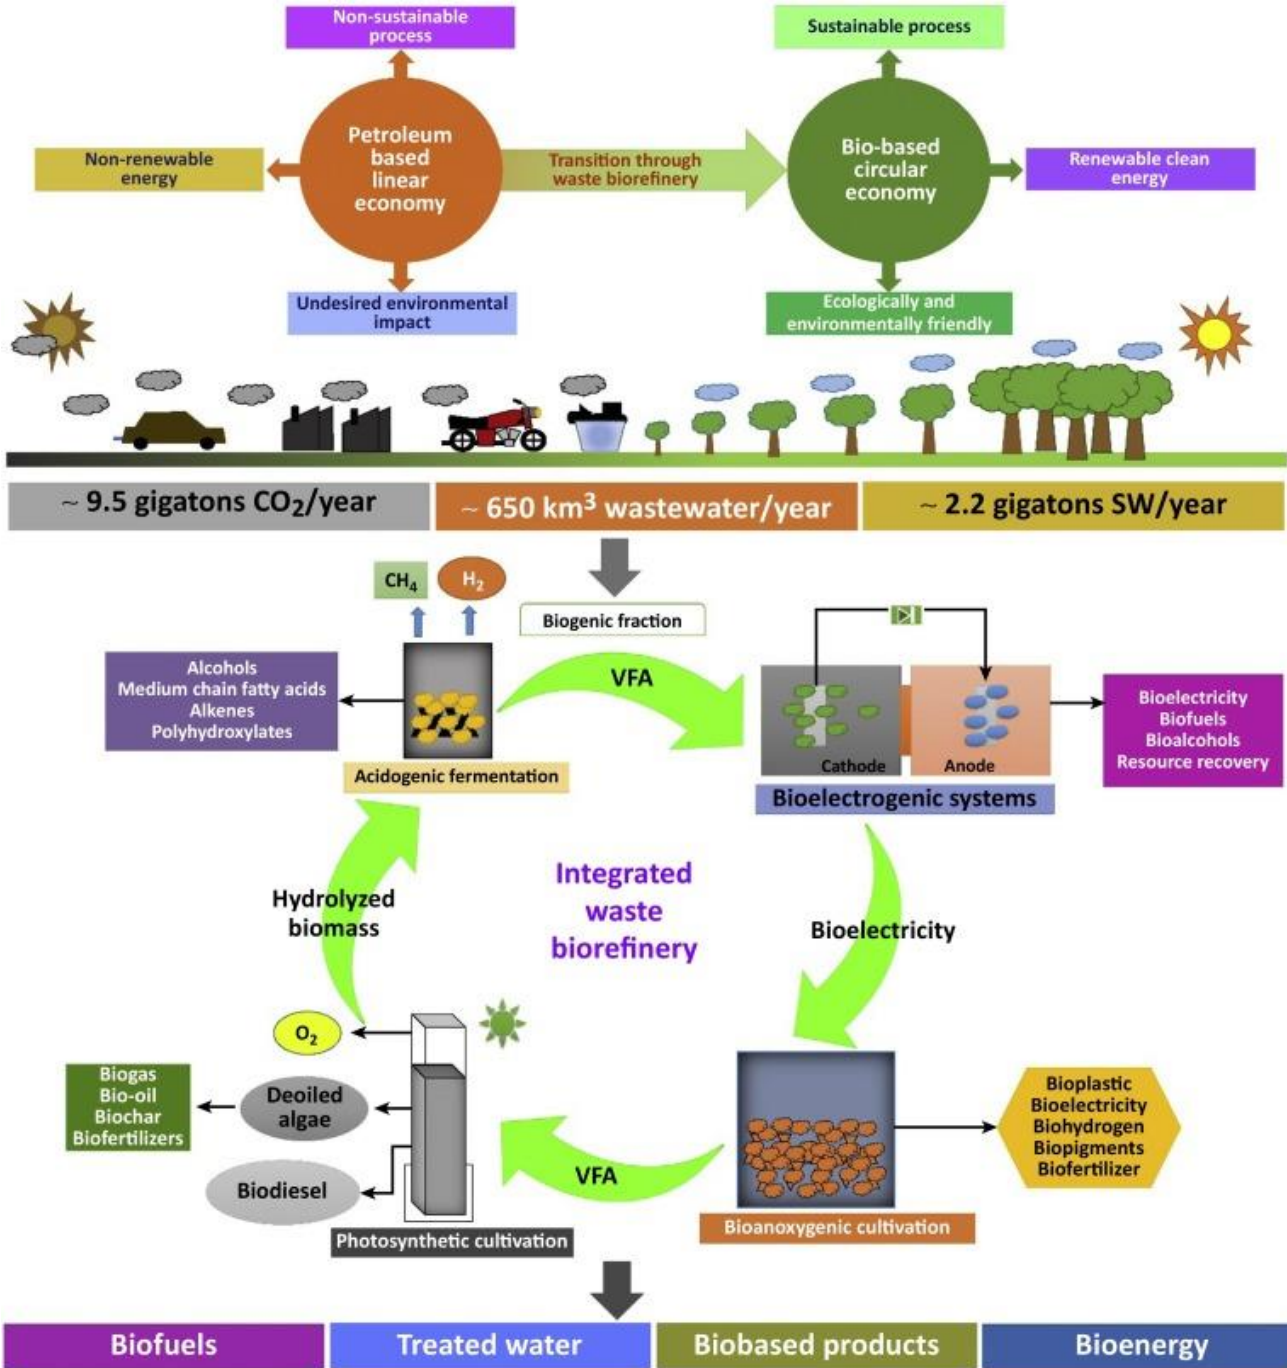 Non-sustainable
process
Sustainable process
Petroleum
based
linear
economy
Non-renewable
energy
Transition through
waste biorefinery
Bio-based
circular
economy
Renewable clean
energy
Undesired environmental
impact
Ecologically and
environmentally friendly
~ 9.5 gigatons CO₂/year
~ 650 km³ wastewater/year
~ 2.2 gigatons SW/year
CH₄
H₂
Biogenic fraction
Alcohols
Medium chain fatty acids
Alkenes
Polyhydroxylates
VFA
Acidogenic fermentation
Cathode
Anode
Bioelectrogenic systems
Bioelectricity
Biofuels
Bioalcohols
Resource recovery
Hydrolyzed
biomass
Integrated
waste
biorefinery
Bioelectricity
O₂
Biogas
Bio-oil
Biochar
Biofertilizers
Deoiled
algae
Biodiesel
Photosynthetic cultivation
VFA
Bioanoxygenic cultivation
Bioplastic
Bioelectricity
Biohydrogen
Biopigments
Biofertilizer
Biofuels
Treated water
Biobased products
Bioenergy